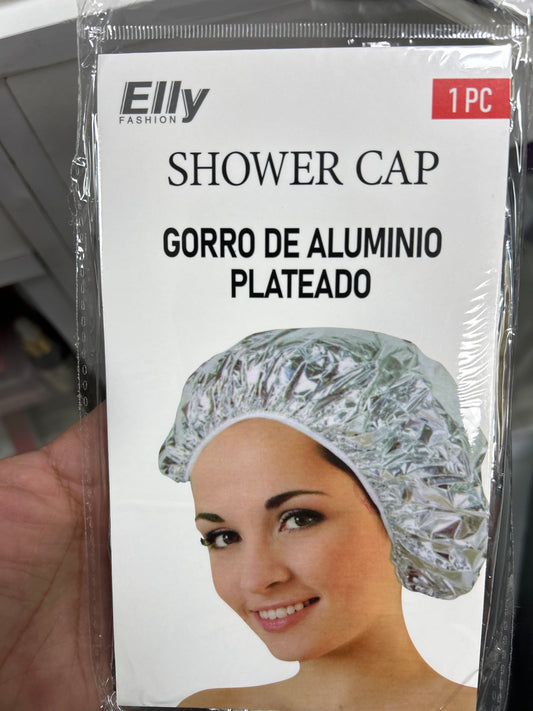 Elly
FASHION
1 PC
SHOWER CAP
GORRO DE ALUMINIO
PLATEADO